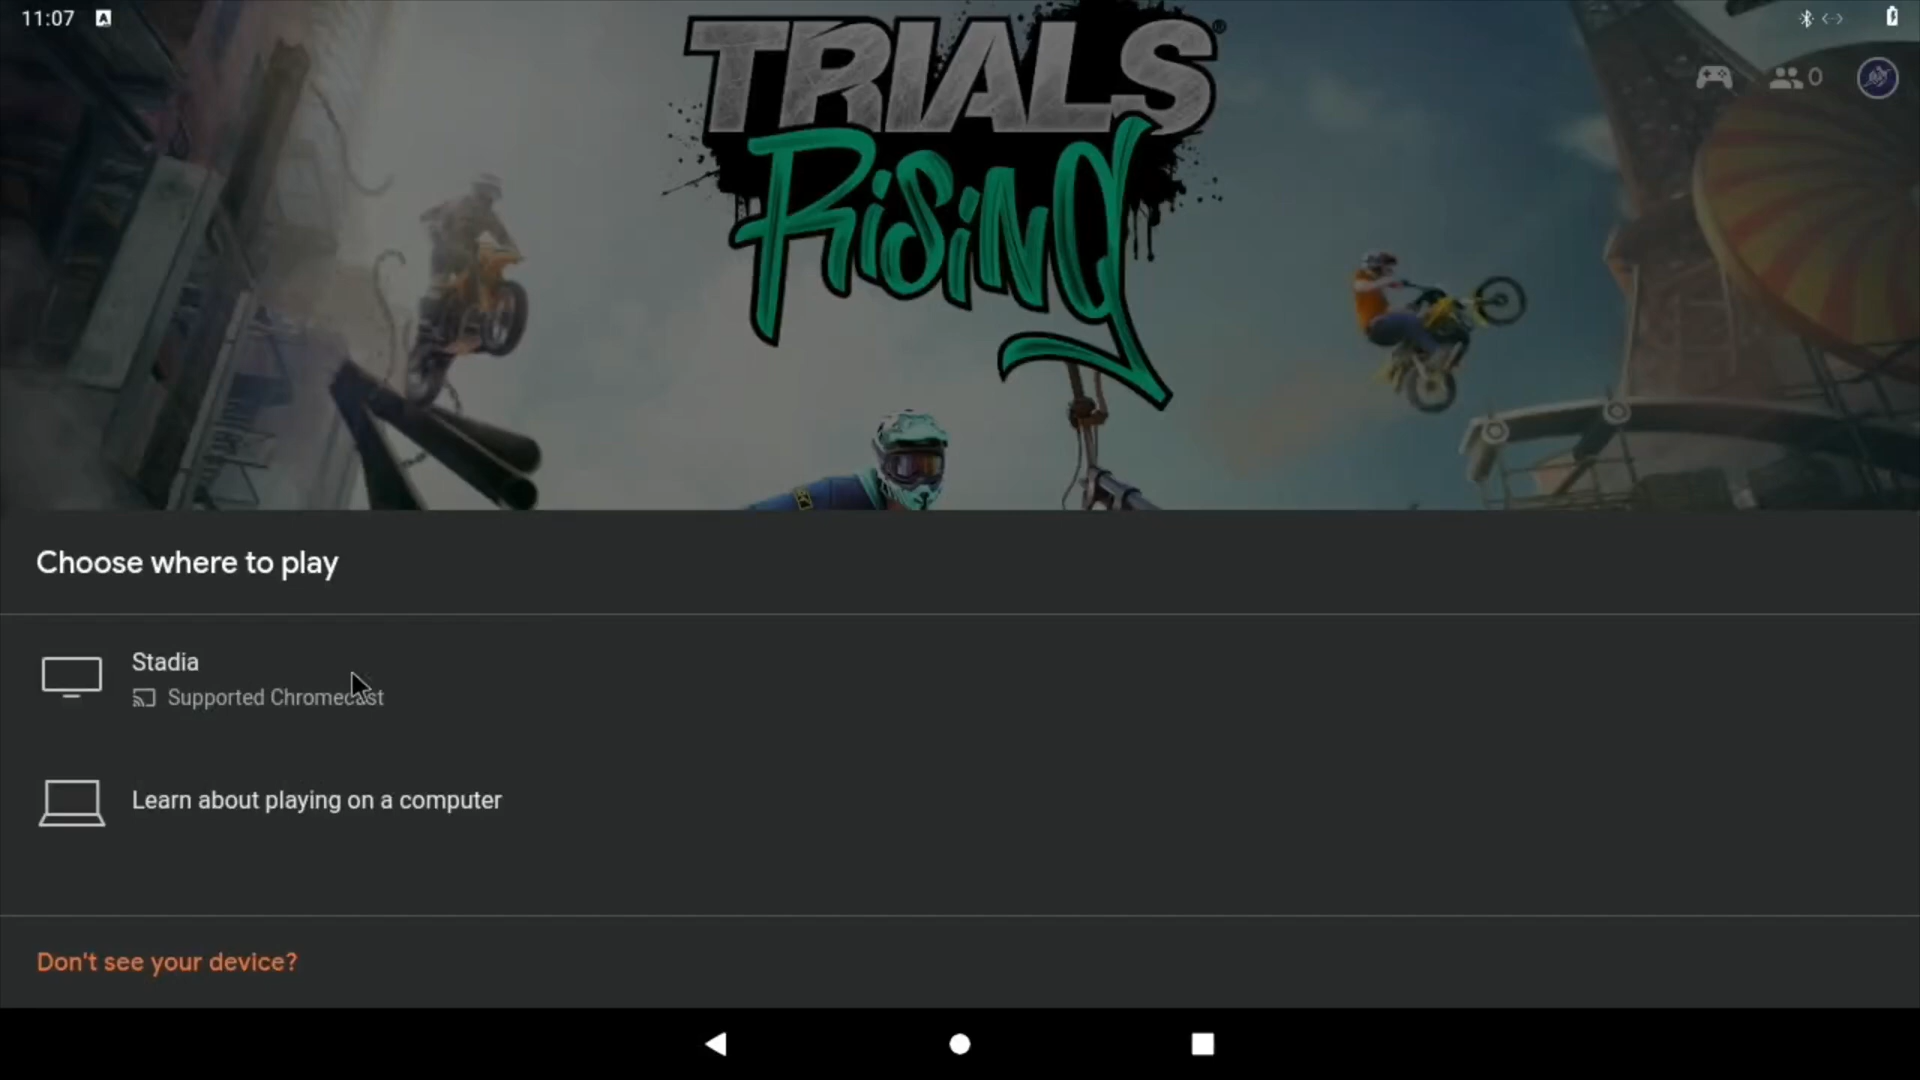 11:07
TRIALS®
Rising
0
Choose where to play
Stadia
Supported Chromecast
Learn about playing on a computer
Don't see your device?